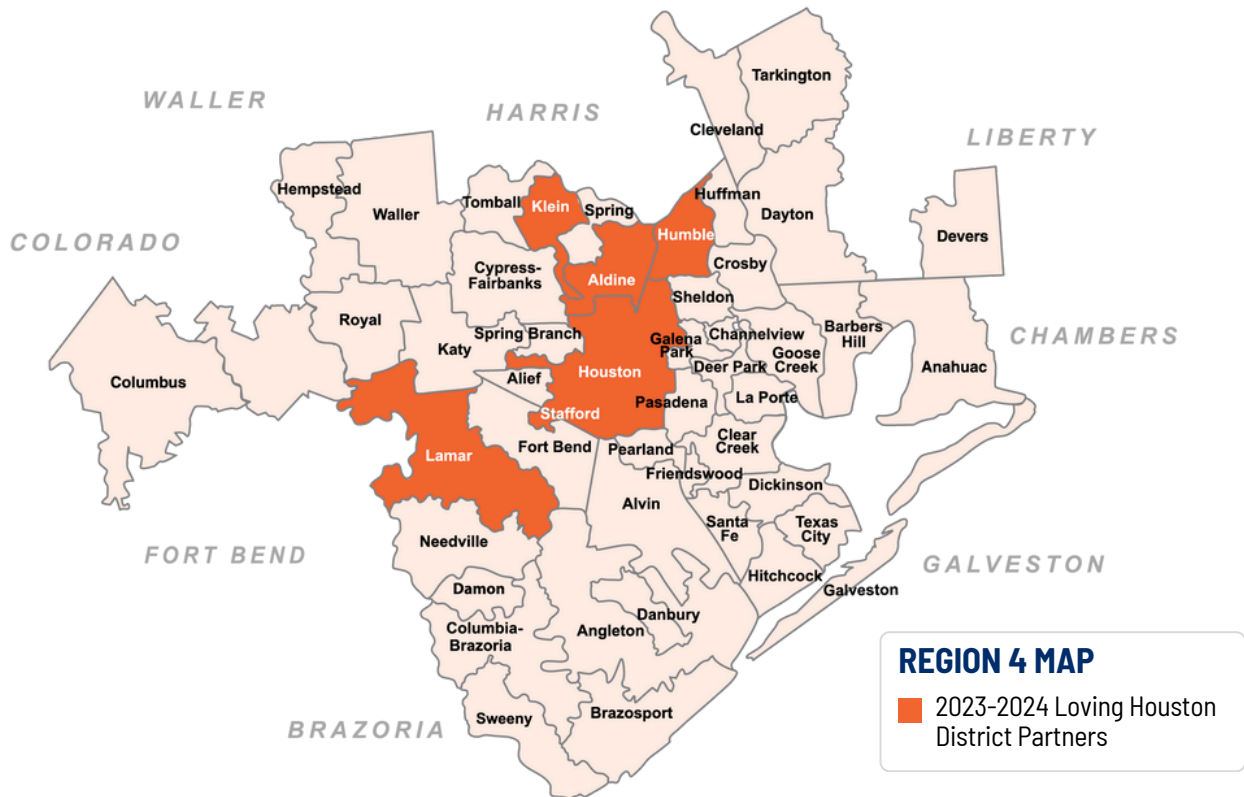 Tarkington
WALLER
HARRIS
Cleveland
LIBERTY
Hempstead
Tomball
Klein
Spring
Huffman
Waller
Dayton
Humble
Devers
COLORADO
Cypress-
Fairbanks
Aldine
Crosby
Sheldon
Royal
Spring Branch
Channelview
Barbers
Hill
CHAMBERS
Katy
Galena
Park
Goose
Creek
Columbus
Alief
Houston
Deer Park
Anahuac
Stafford
Pasadena
La Porte
Lamar
Fort Bend
Pearland
Clear
Creek
Friendswood
Dickinson
Alvin
Santa
Fe
Texas
City
Needville
FORT BEND
Hitchcock
GALVESTON
Damon
Galveston
Danbury
Columbia-
Brazoria
Angleton
REGION 4 MAP
2023-2024 Loving Houston
District Partners
Sweeny
Brazosport
BRAZORIA